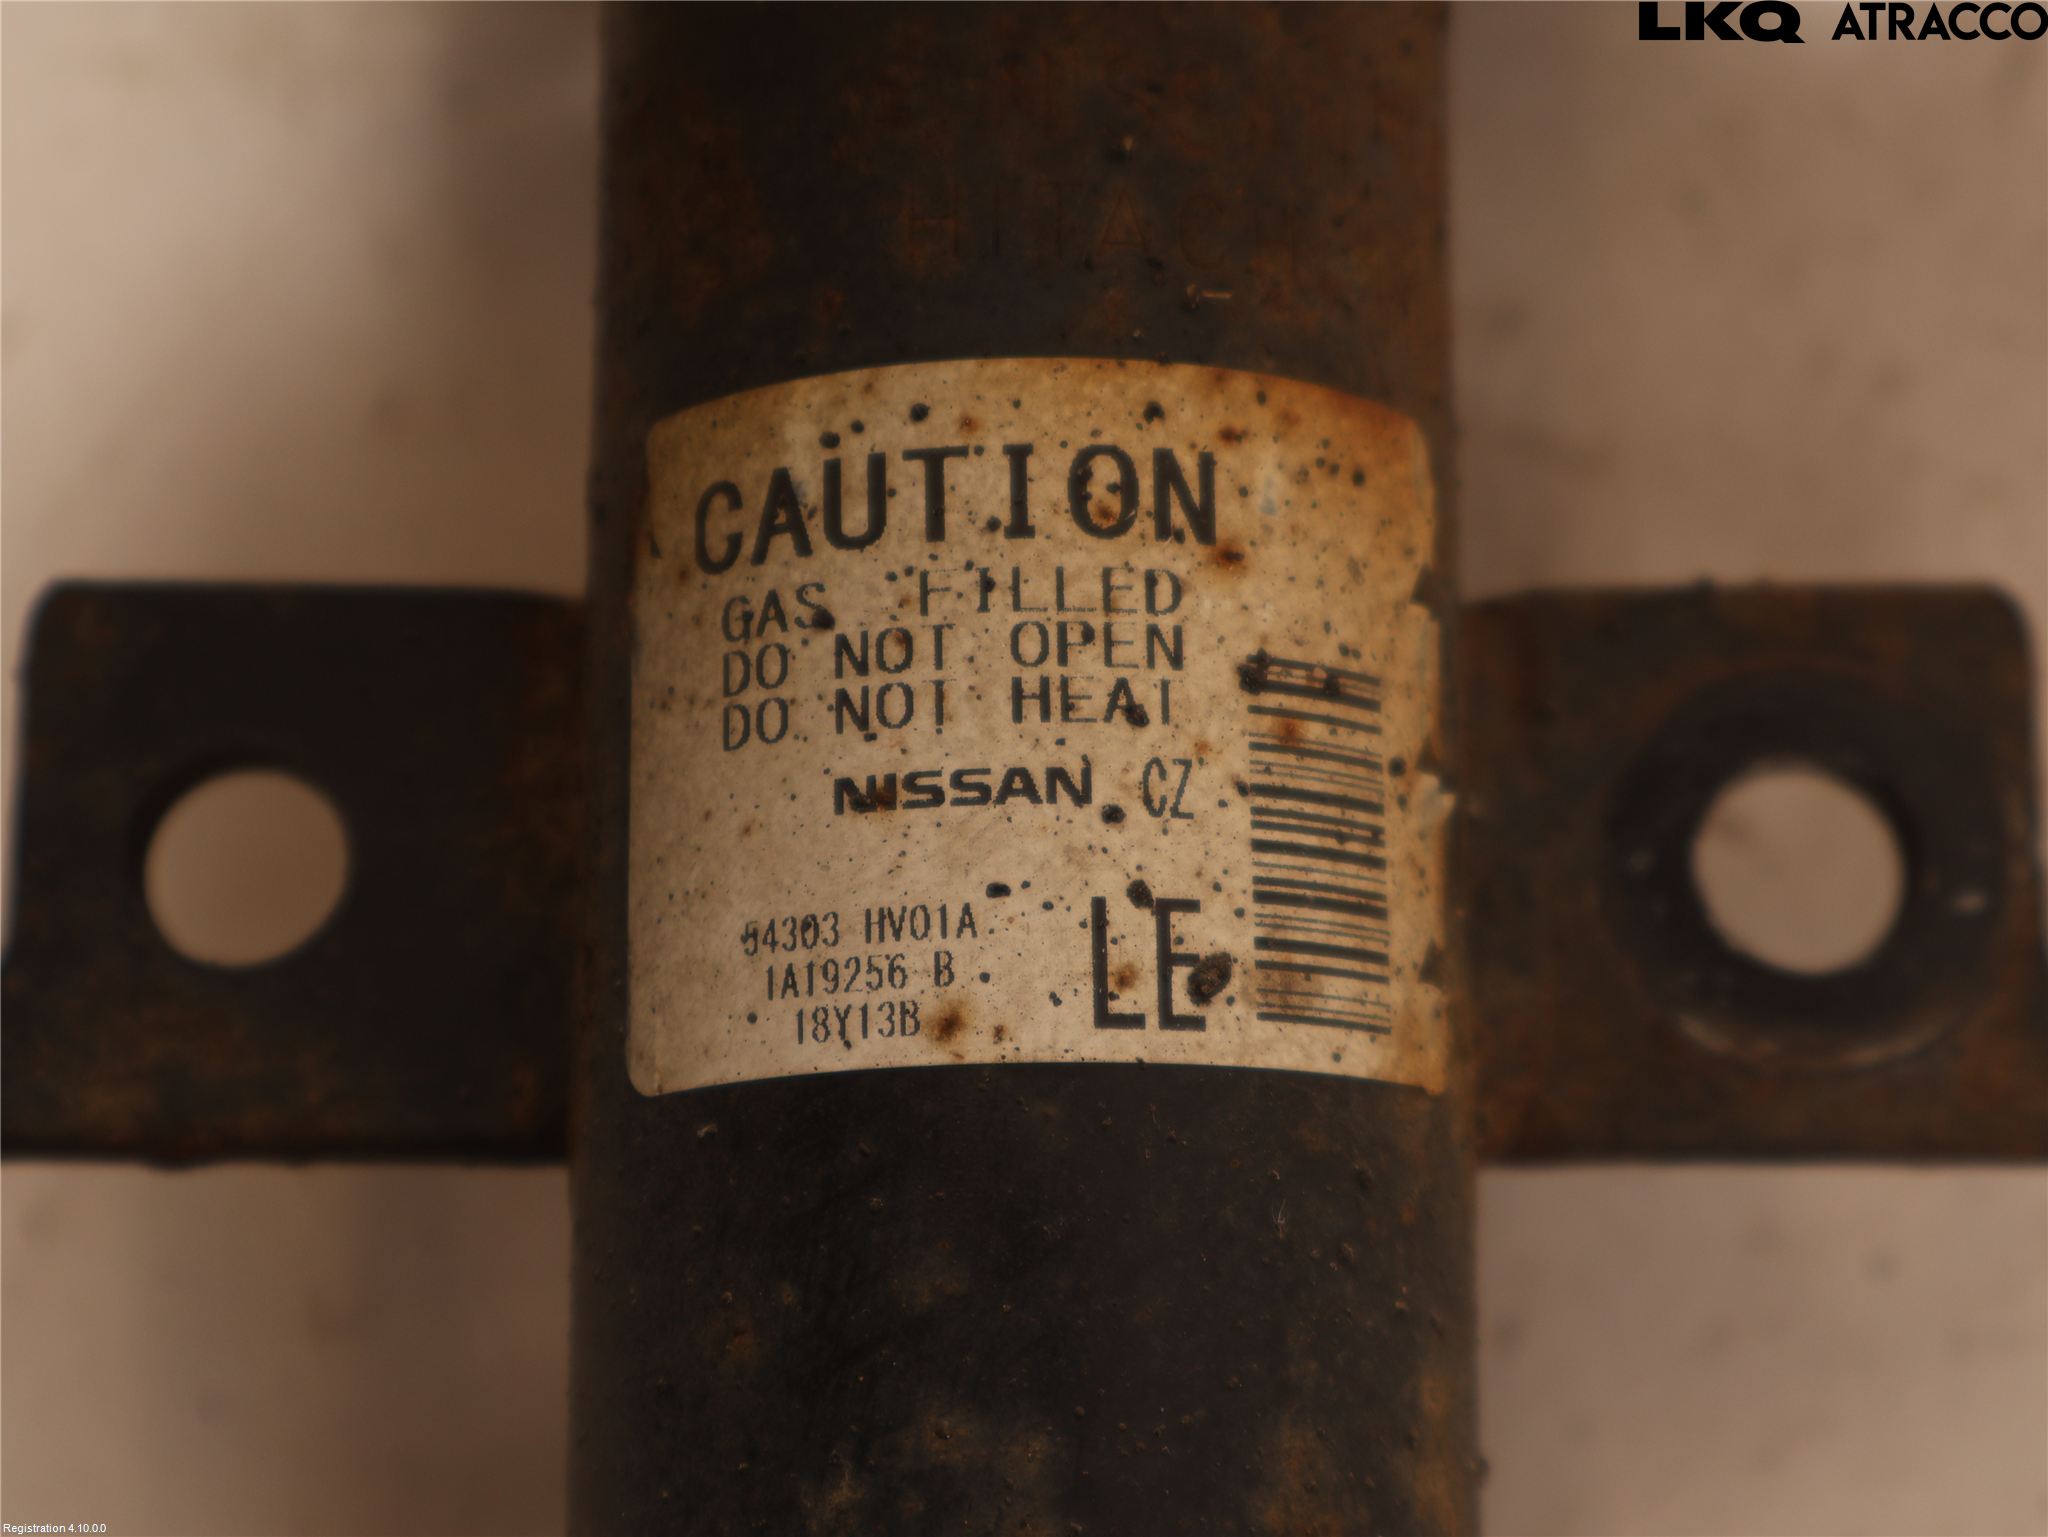 LKQ ATRACCO
HITACHI
CAUTION
GAS FILLED
DO NOT OPEN
DO NOT HEAT
NISSAN CZ
54303 HV01A
1A19256 B
18Y13B
LE
Registration 4.10.0.0